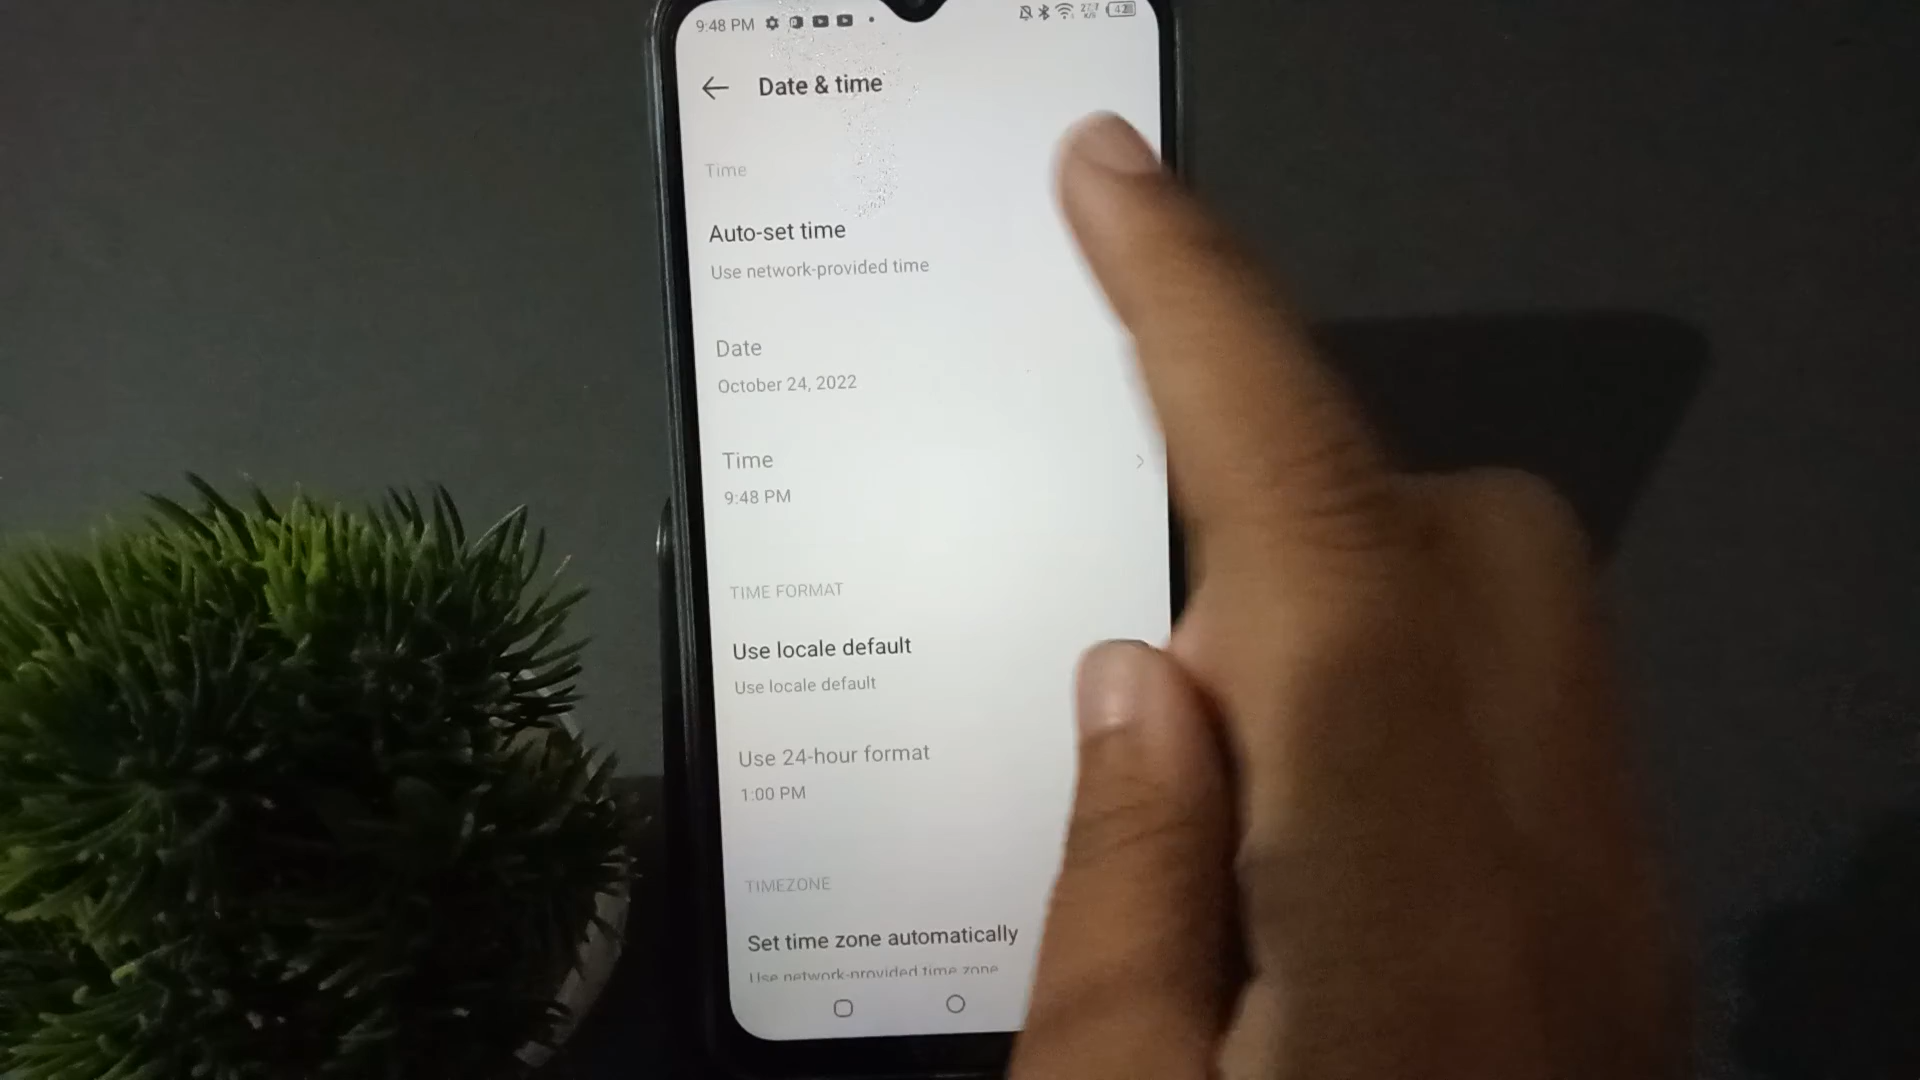 9:48 PM
42
Date & time
Time
Auto-set time
Use network-provided time
Date
October 24, 2022
Time
9:48 PM
TIME FORMAT
Use locale default
Use locale default
Use 24-hour format
1:00 PM
TIMEZONE
Set time zone automatically
Use network-provided time zone